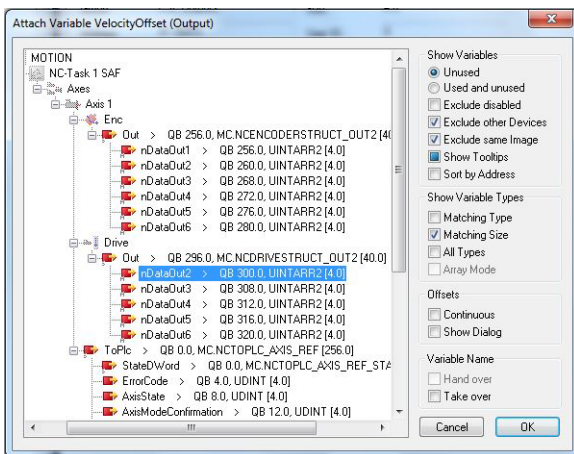 Attach Variable VelocityOffset (Output)
MOTION
NC-Task 1 SAF
Axes
Axis 1
Enc
Out > QB 256.0, MC.NCENCODERSTRUCT_OUT2 [4
nDataOut1 > QB 256.0, UINTARR2 [4.0]
nDataOut2 > QB 260.0, UINTARR2 [4.0]
nDataOut3 > QB 268.0, UINTARR2 [4.0]
nDataOut4 > QB 272.0, UINTARR2 [4.0]
nDataOut5 > QB 276.0, UINTARR2 [4.0]
nDataOut6 > QB 280.0, UINTARR2 [4.0]
Drive
Out > QB 296.0, MC.NCDRIVESTRUCT_OUT2 [40.0]
nDataOut2 > QB 300.0, UINTARR2 [4.0]
nDataOut3 > QB 308.0, UINTARR2 [4.0]
nDataOut4 > QB 312.0, UINTARR2 [4.0]
nDataOut5 > QB 316.0, UINTARR2 [4.0]
nDataOut6 > QB 320.0, UINTARR2 [4.0]
ToPlc > QB 0.0, MC.NCTOPLC_AXIS_REF [256.0]
StateDWord > QB 0.0, MC.NCTOPLC_AXIS_REF_STA
ErrorCode > QB 4.0, UDINT [4.0]
AxisState > QB 8.0, UDINT [4.0]
AxisModeConfirmation > QB 12.0, UDINT [4.0]
Show Variables
Unused
Used and unused
Exclude disabled
Exclude other Devices
Exclude same Image
Show Tooltips
Sort by Address
Show Variable Types
Matching Type
Matching Size
All Types
Array Mode
Offsets
Continuous
Show Dialog
Variable Name
Hand over
Take over
Cancel
OK